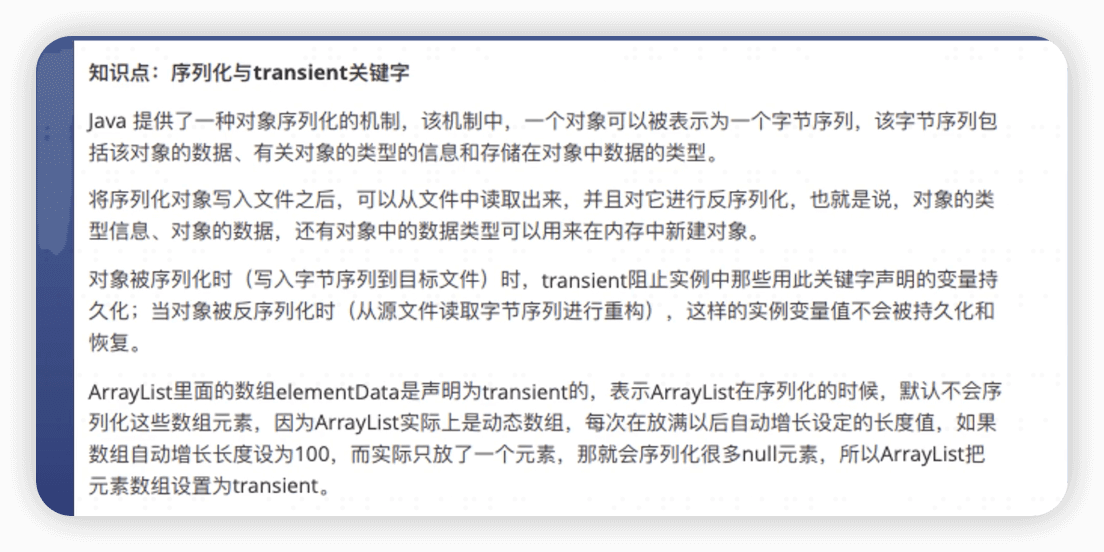 知识点：序列化与transient关键字
Java 提供了一种对象序列化的机制，该机制中，一个对象可以被表示为一个字节序列，该字节序列包
括该对象的数据、有关对象的类型的信息和存储在对象中数据的类型。
将序列化对象写入文件之后，可以从文件中读取出来，并且对它进行反序列化，也就是说，对象的类
型信息、对象的数据，还有对象中的数据类型可以用来在内存中新建对象。
对象被序列化时（写入字节序列到目标文件）时，transient阻止实例中那些用此关键字声明的变量持
久化；当对象被反序列化时（从源文件读取字节序列进行重构），这样的实例变量值不会被持久化和
恢复。
ArrayList里面的数组elementData是声明为transient的，表示ArrayList在序列化的时候，默认不会序
列化这些数组元素，因为ArrayList实际上是动态数组，每次在放满以后自动增长设定的长度值，如果
数组自动增长长度设为100，而实际只放了一个元素，那就会序列化很多null元素，所以ArrayList把
元素数组设置为transient。